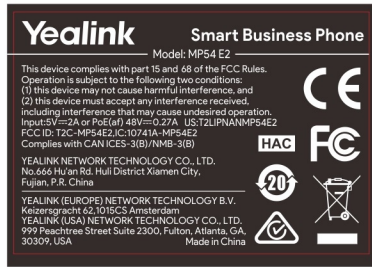 Yealink
Smart Business Phone
Model: MP54 E2
This device complies with part 15 and 68 of the FCC Rules.
Operation is subject to the following two conditions:
(1) this device may not cause harmful interference, and
(2) this device must accept any interference received,
including interference that may cause undesired operation.
Input:5V⎓2A or PoE(af) 48V⎓0.27A US:T2LIPNANMP54E2
FCC ID: T2C-MP54E2,IC:10741A-MP54E2
Complies with CAN ICES-3(B)/NMB-3(B)
YEALINK NETWORK TECHNOLOGY CO., LTD.
No.666 Hu'an Rd. Huli District Xiamen City,
Fujian, P.R. China
YEALINK (EUROPE) NETWORK TECHNOLOGY B.V.
Keizersgracht 62,1015CS Amsterdam
YEALINK (USA) NETWORK TECHNOLOGY CO., LTD.
999 Peachtree Street Suite 2300, Fulton, Atlanta, GA,
30309, USA Made in China
CE
HAC
FC
20